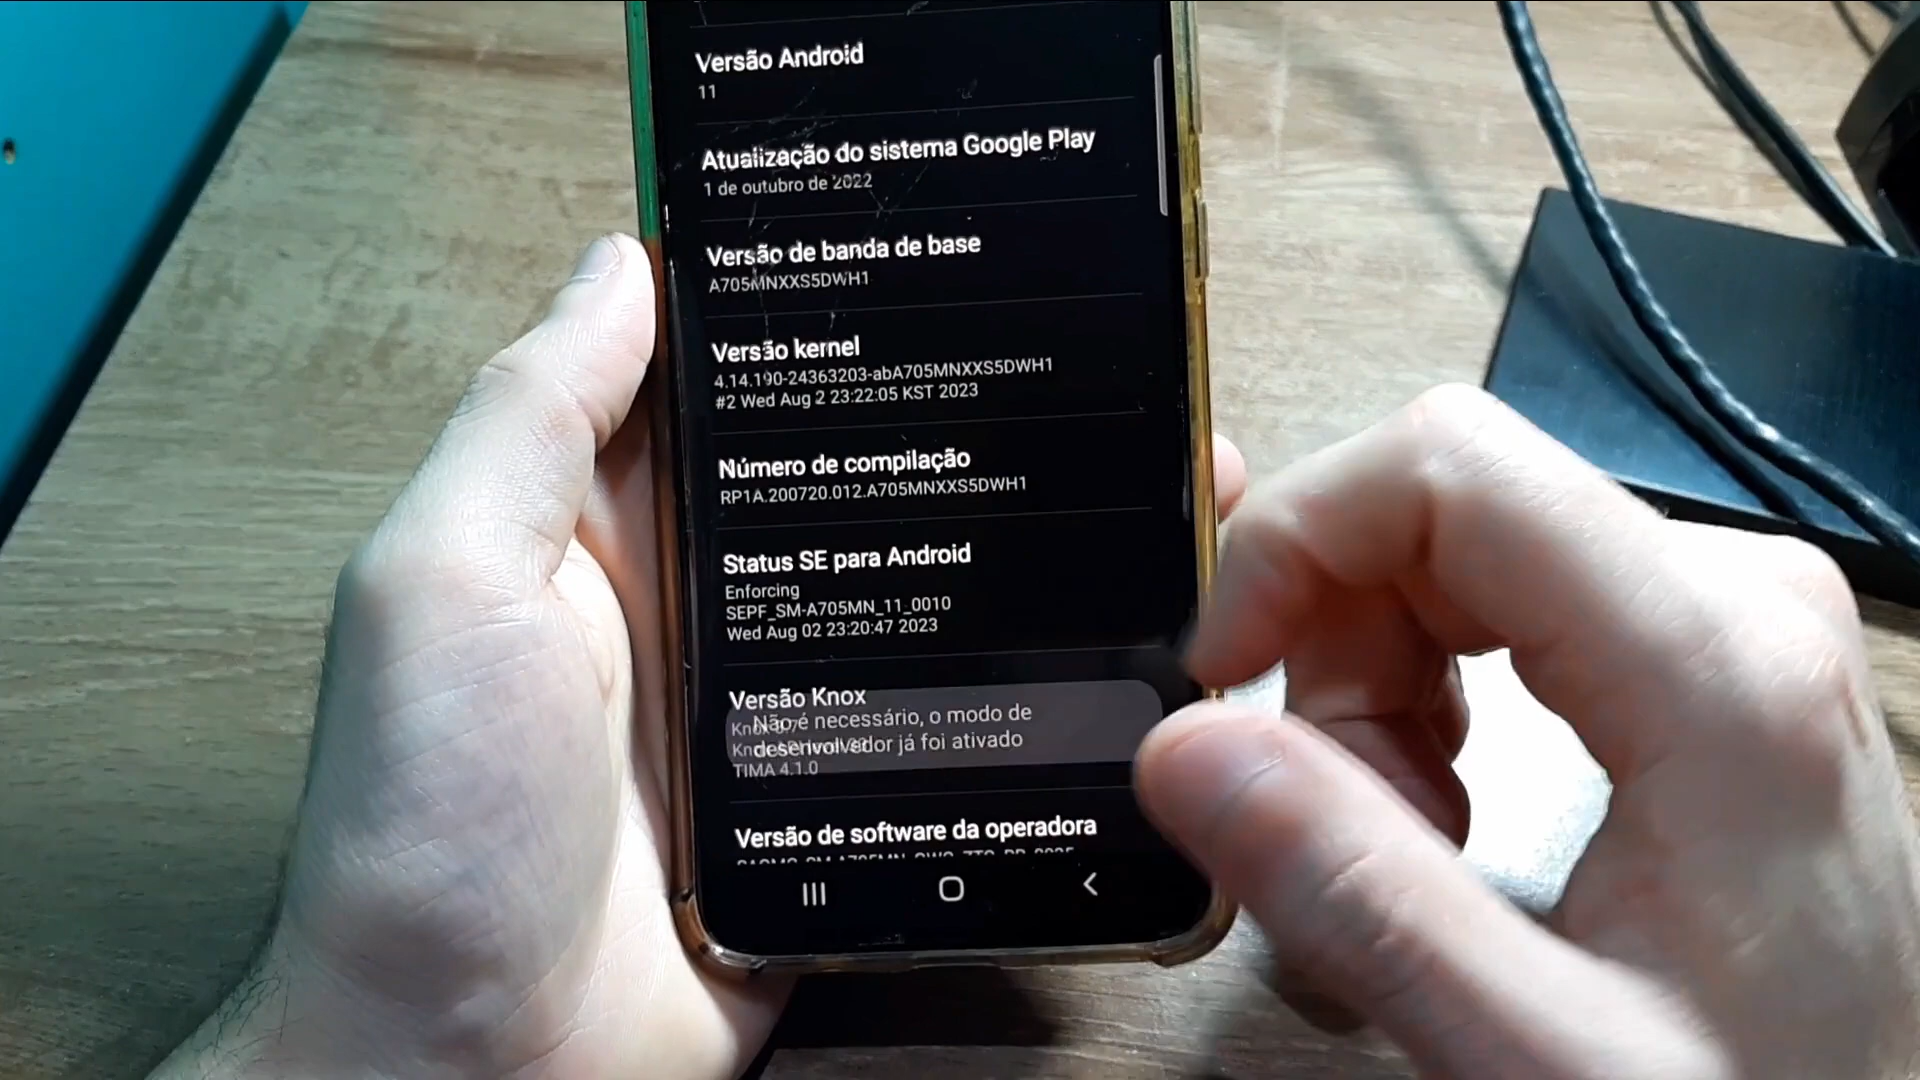 Versão Android
11
Atualização do sistema Google Play
1 de outubro de 2022
Versão de banda de base
A705MNXXS5DWH1
Versão kernel
4.14.190-24363203-abA705MNXXS5DWH1
#2 Wed Aug 2 23:22:05 KST 2023
Número de compilação
RP1A.200720.012.A705MNXXS5DWH1
Status SE para Android
Enforcing
SEPF_SM-A705MN_11_0010
Wed Aug 02 23:20:47 2023
Versão Knox
Não é necessário, o modo de
desenvolvedor já foi ativado
TIMA 4.1.0
Versão de software da operadora